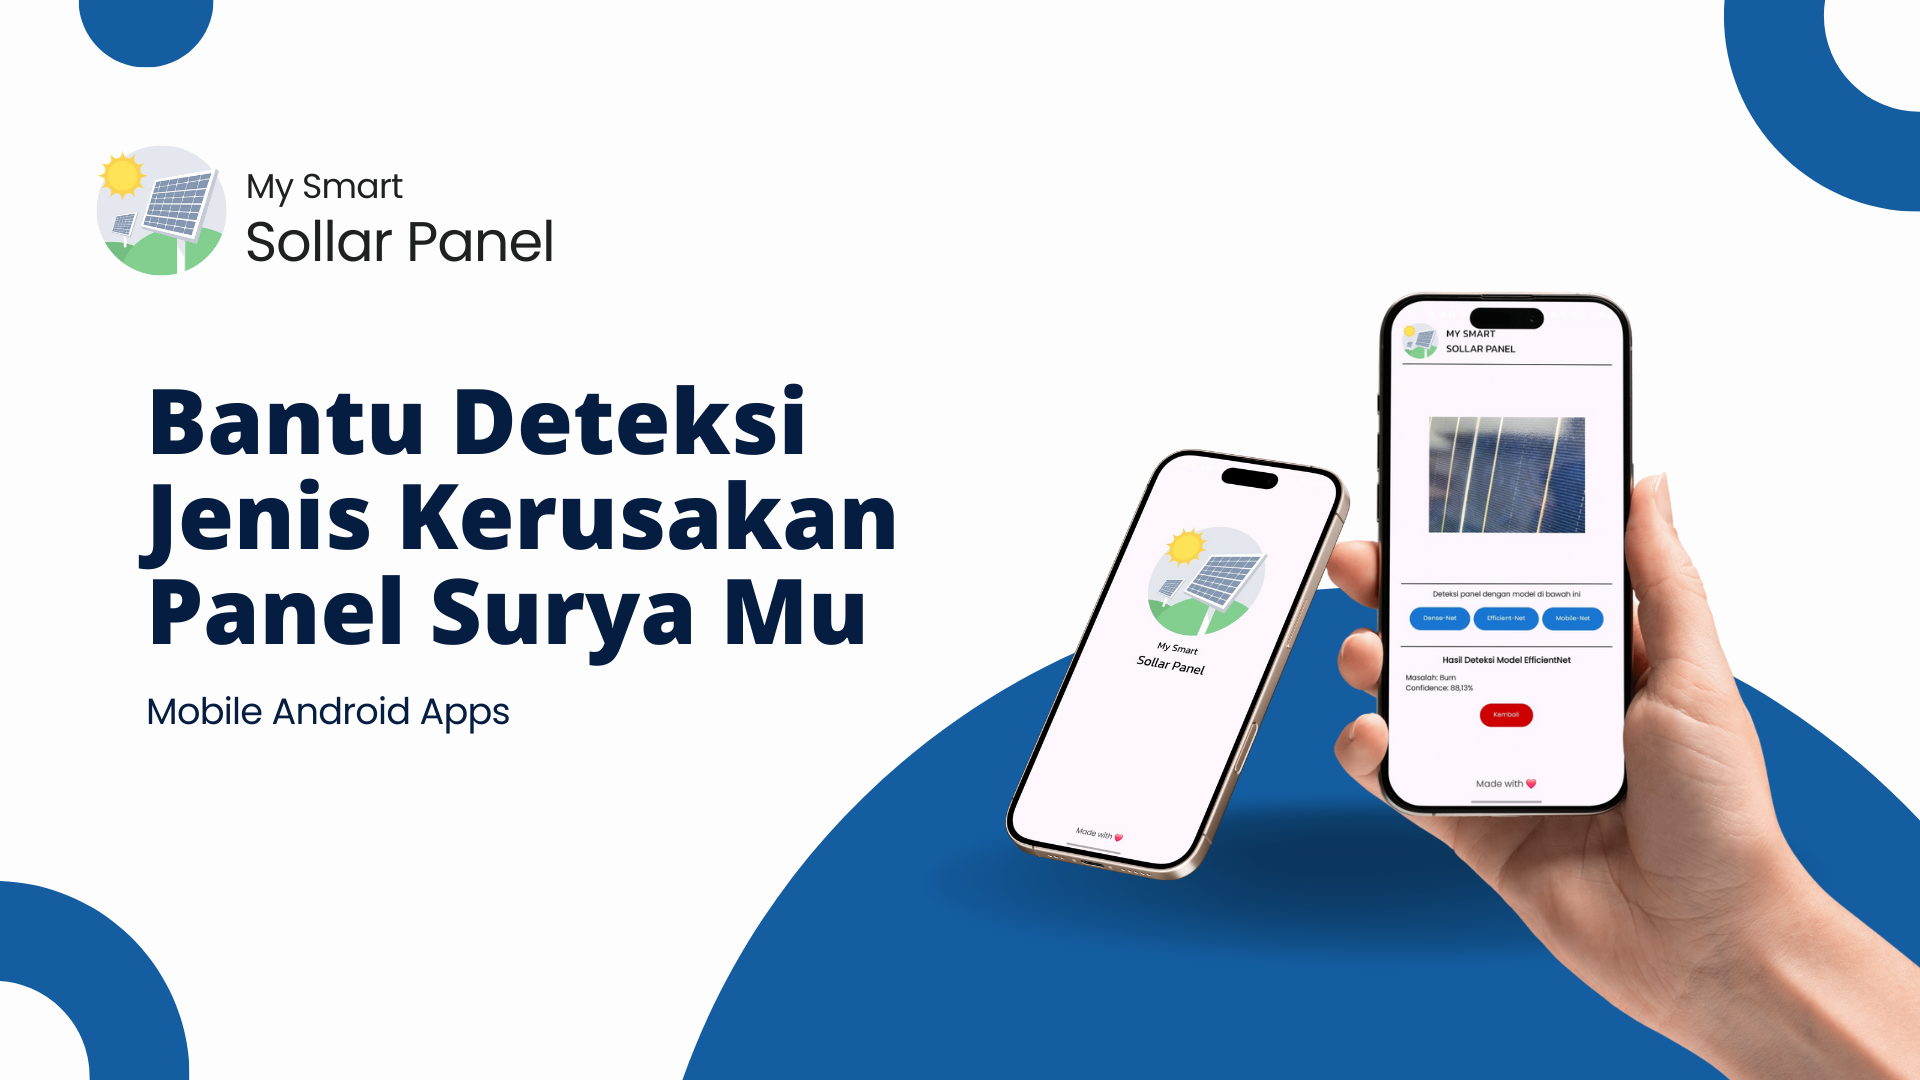 My Smart
Sollar Panel
Bantu Deteksi
Jenis Kerusakan
Panel Surya Mu
Mobile Android Apps
My Smart
Sollar Panel
Made with ❤️
MY SMART
SOLLAR PANEL
Deteksi panel dengan model di bawah ini
Dense-Net Efficient-Net Mobile-Net
Hasil Deteksi Model EfficientNet
Masalah: Burn
Confidence: 88,13%
Kembali
Made with ❤️